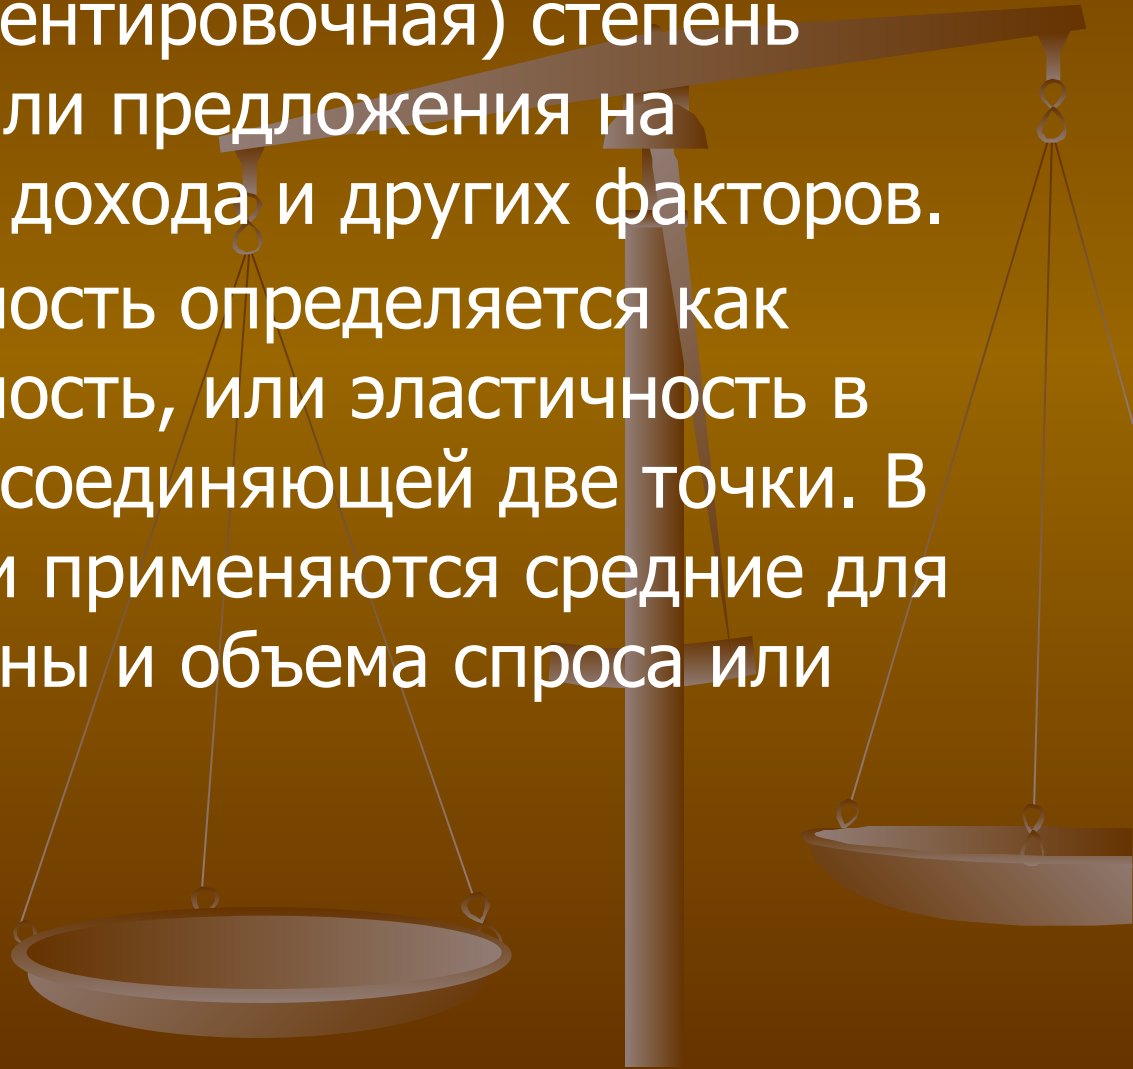 ентировочная) степень
ли предложения на
дохода и других факторов.
ность определяется как
ность, или эластичность в
соединяющей две точки. В
и применяются средние для
ны и объема спроса или